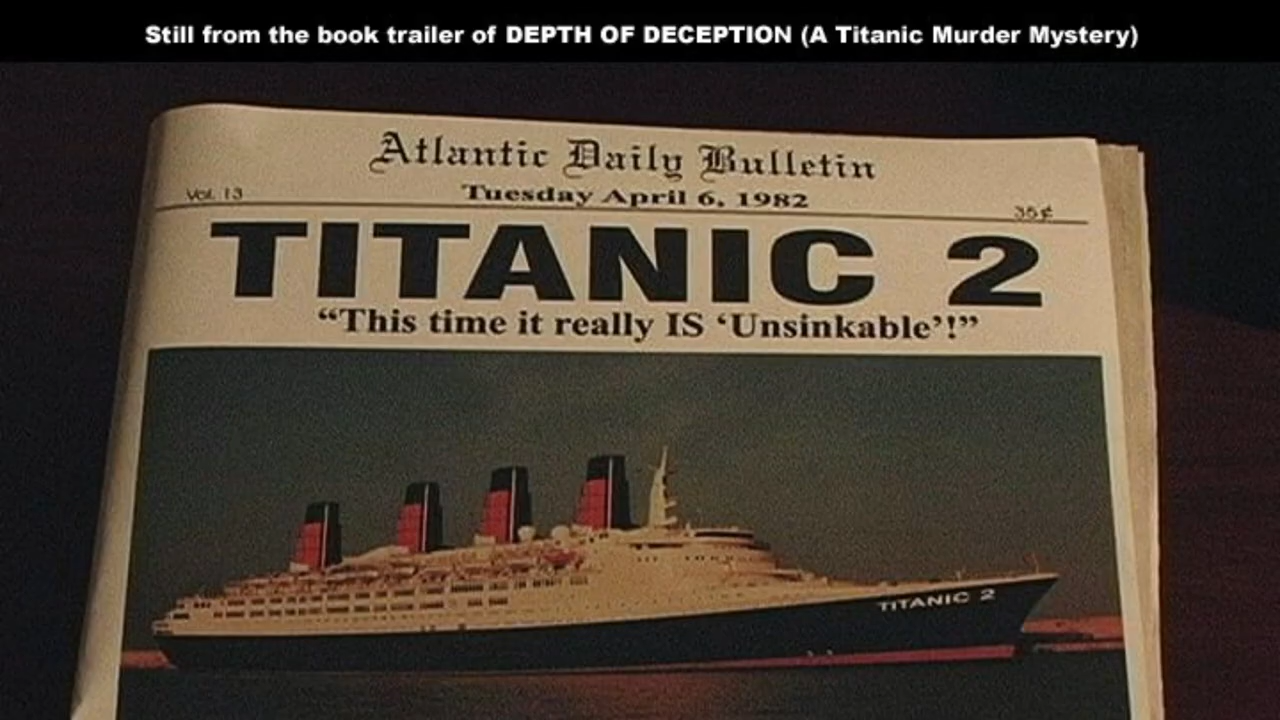 Still from the book trailer of DEPTH OF DECEPTION (A Titanic Murder Mystery)
Atlantic Daily Bulletin
Vol. 13
Tuesday April 6, 1982
35¢
TITANIC 2
“This time it really IS ‘Unsinkable’!”
TITANIC 2